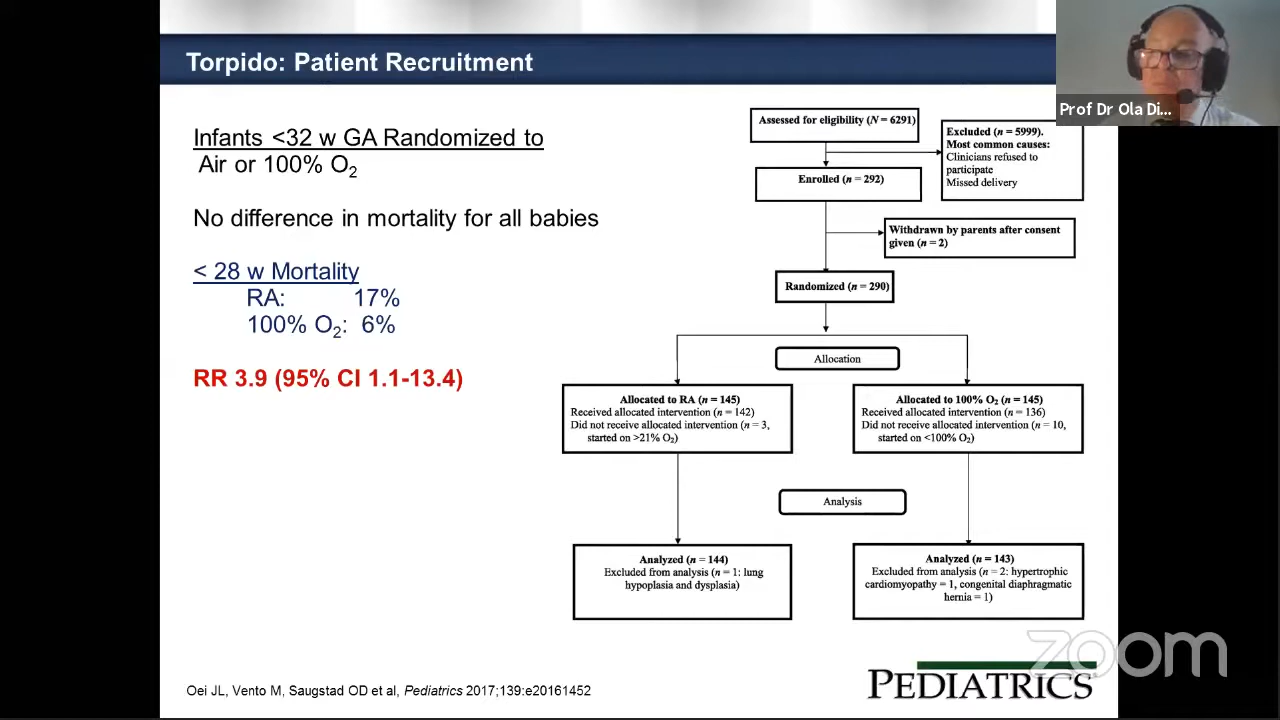 Torpido: Patient Recruitment
Prof Dr Ola Di...
Infants <32 w GA Randomized to
Air or 100% O₂
No difference in mortality for all babies
< 28 w Mortality
RA: 17%
100% O₂: 6%
RR 3.9 (95% CI 1.1-13.4)
Assessed for eligibility (N = 6291)
Excluded (n = 5999).
Most common causes:
Clinicians refused to
participate
Missed delivery
Enrolled (n = 292)
Withdrawn by parents after consent
given (n = 2)
Randomized (n = 290)
Allocation
Allocated to RA (n = 145)
Received allocated intervention (n = 142)
Did not receive allocated intervention (n = 3,
started on >21% O₂)
Allocated to 100% O₂ (n = 145)
Received allocated intervention (n = 136)
Did not receive allocated intervention (n = 10,
started on <100% O₂)
Analysis
Analyzed (n = 144)
Excluded from analysis (n = 1: lung
hypoplasia and dysplasia)
Analyzed (n = 143)
Excluded from analysis (n = 2: hypertrophic
cardiomyopathy = 1, congenital diaphragmatic
hernia = 1)
Oei JL, Vento M, Saugstad OD et al, Pediatrics 2017;139:e20161452
PEDIATRICS
zoom